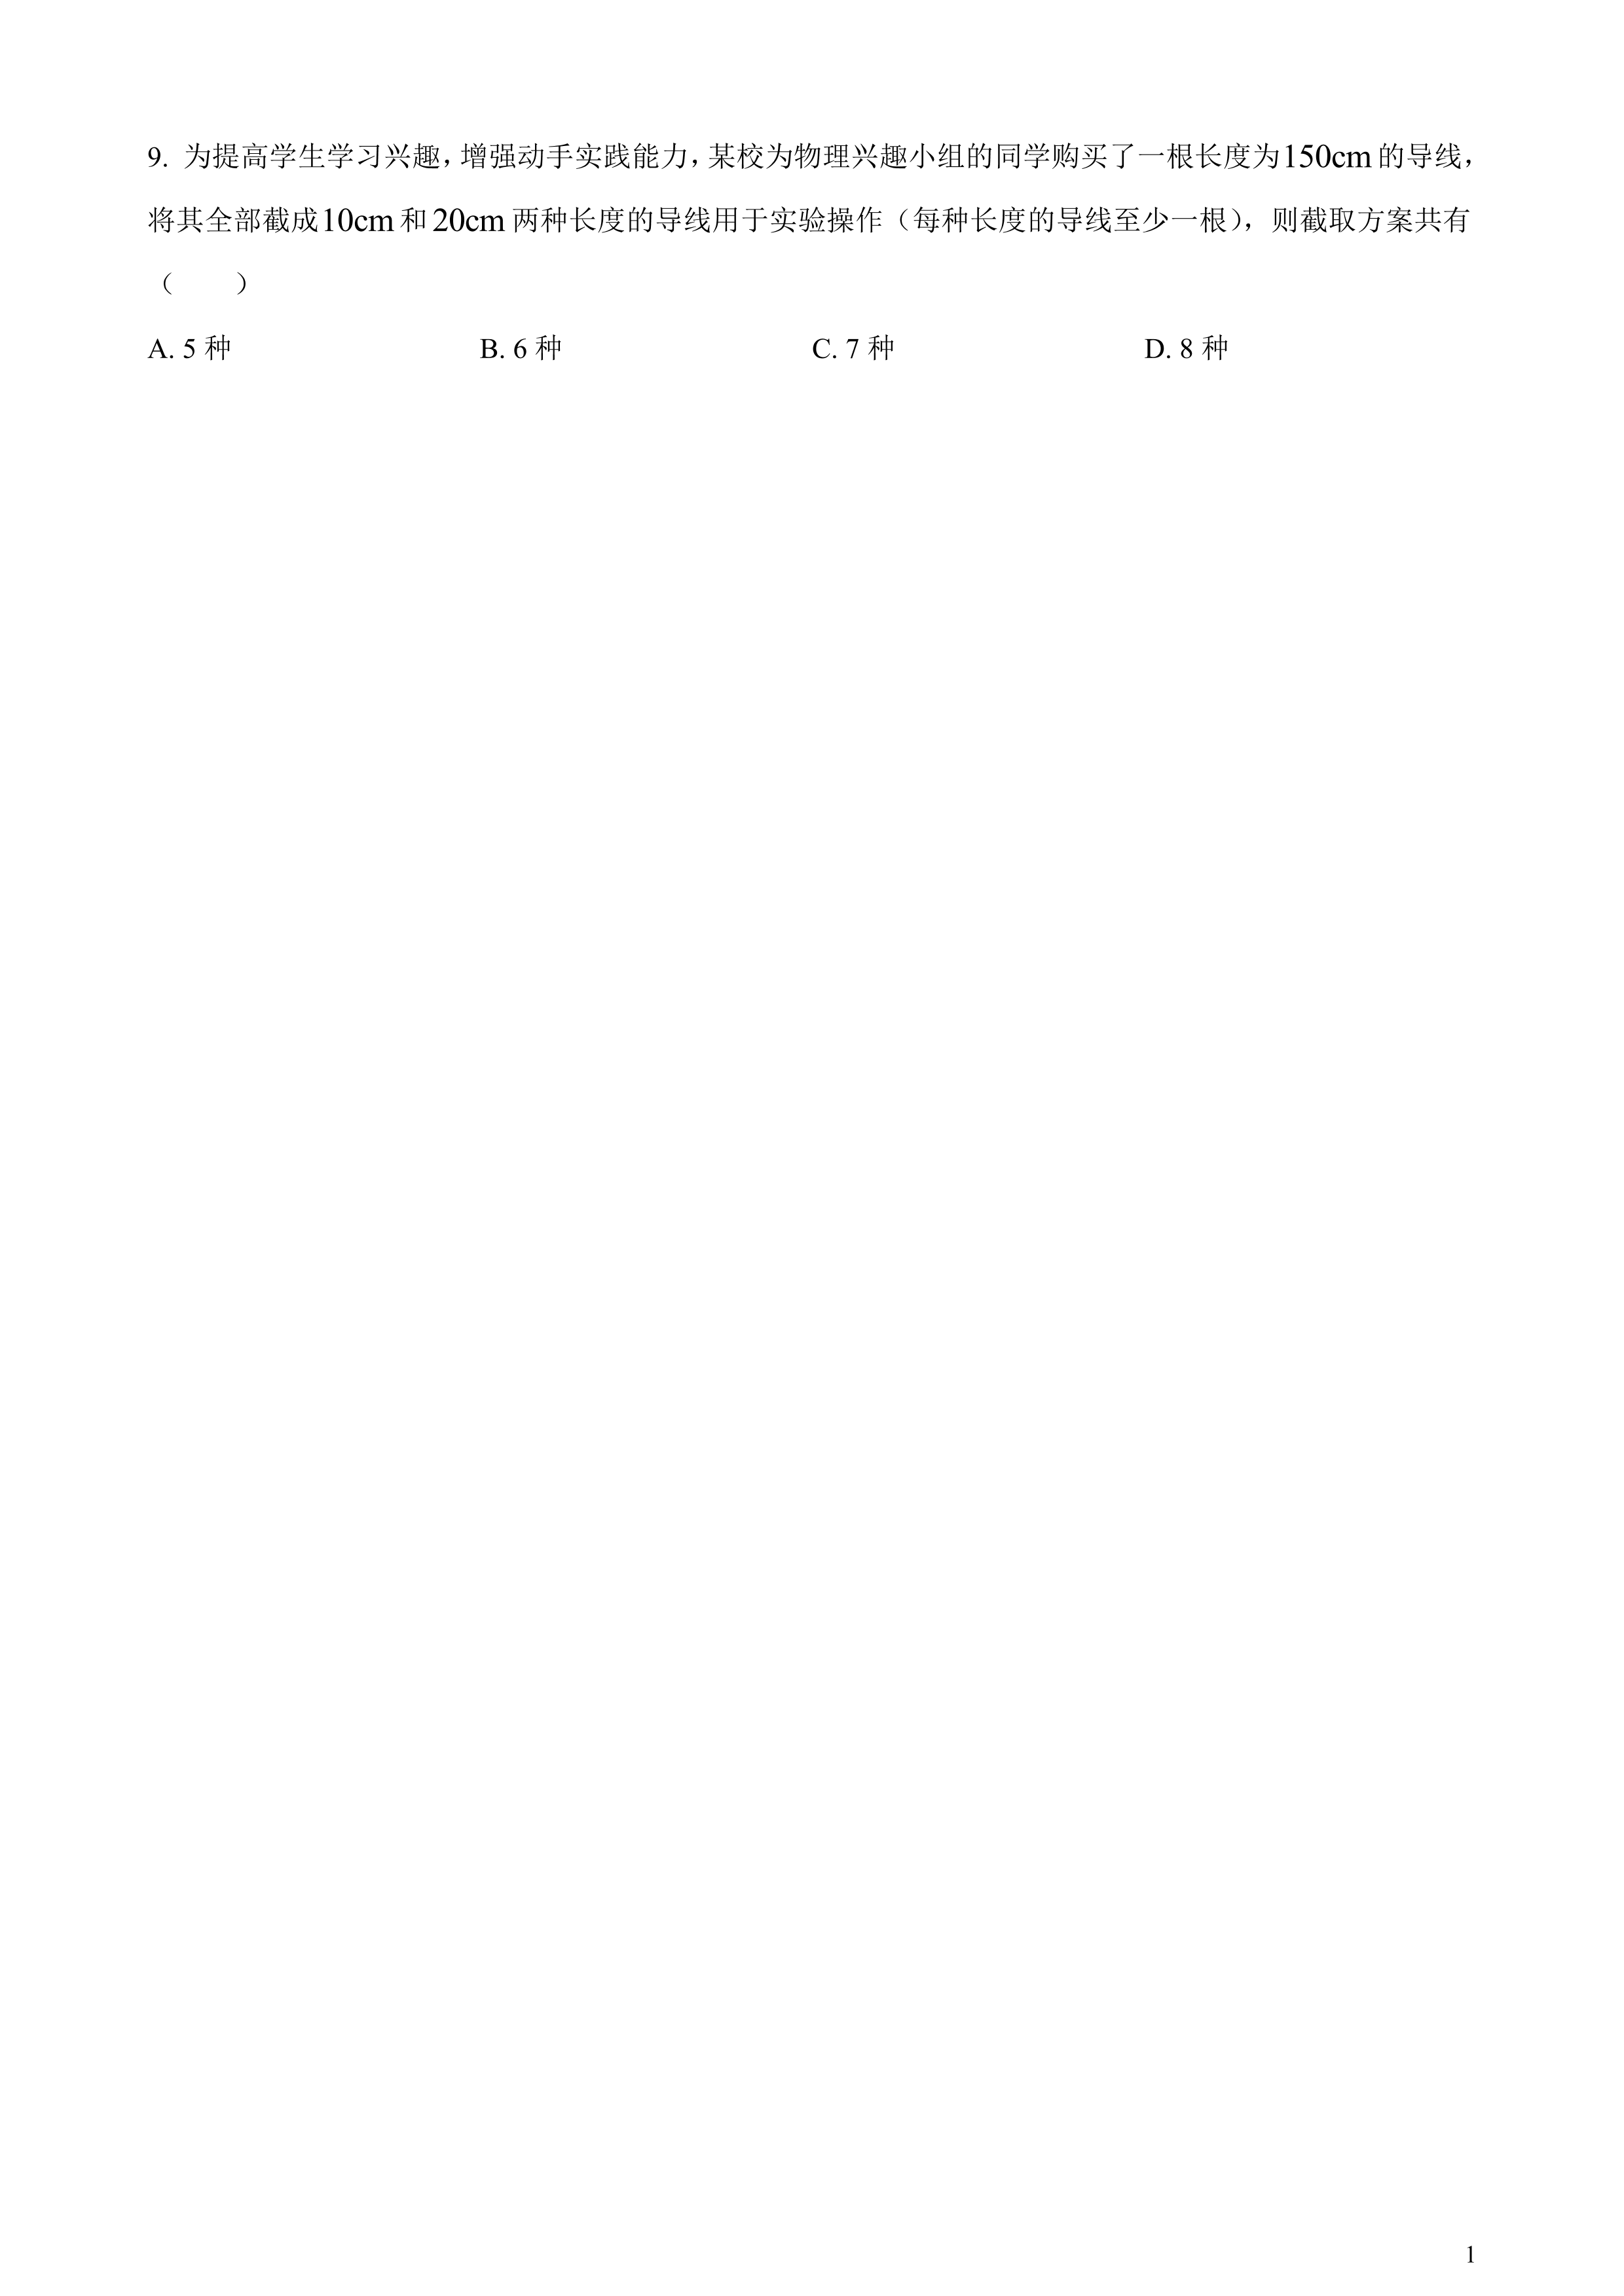 9. 为提高学生学习兴趣，增强动手实践能力，某校为物理兴趣小组的同学购买了一根长度为150cm的导线，
将其全部截成10cm和20cm两种长度的导线用于实验操作（每种长度的导线至少一根），则截取方案共有
（　　）
A. 5 种　　B. 6 种　　C. 7 种　　D. 8 种
1